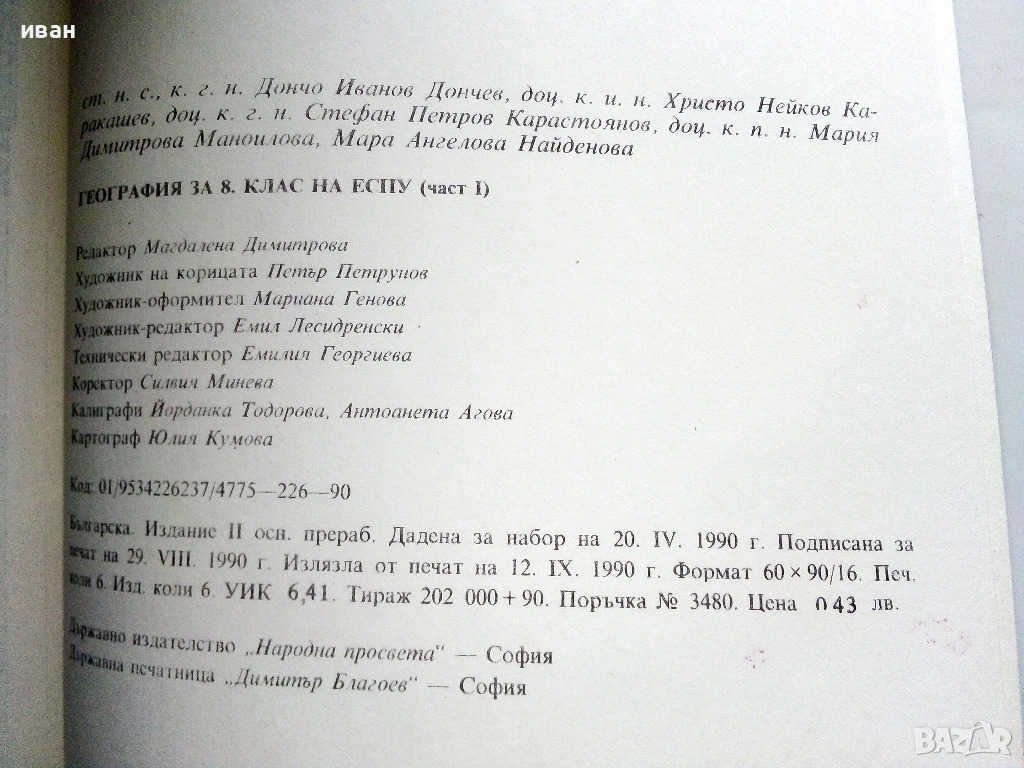 иван
ст. н. с., к. г. н. Дончо Иванов Дончев, доц. к. и. н. Христо Нейков Ка-
ракашев, доц. к. г. н. Стефан Петров Карастоянов, доц. к. п. н. Мария
Димитрова Маноилова, Мара Ангелова Найденова
ГЕОГРАФИЯ ЗА 8. КЛАС НА ЕСПУ (част I)
Редактор Магдалена Димитрова
Художник на корицата Петър Петрунов
Художник-оформител Мариана Генова
Художник-редактор Емил Лесидренски
Технически редактор Емилия Георгиева
Коректор Силвия Минева
Калиграфи Йорданка Тодорова, Антоанета Агова
Картограф Юлия Кумова
Код: 01/9534226237/4775—226—90
Българска. Издание II осн. прераб. Дадена за набор на 20. IV. 1990 г. Подписана за
печат на 29. VIII. 1990 г. Излязла от печат на 12. IX. 1990 г. Формат 60×90/16. Печ.
коли 6. Изд. коли 6. УИК 6,41. Тираж 202 000+90. Поръчка № 3480. Цена 043 лв.
Държавно издателство „Народна просвета“ — София
Държавна печатница „Димитър Благоев“ — София
BAZAR